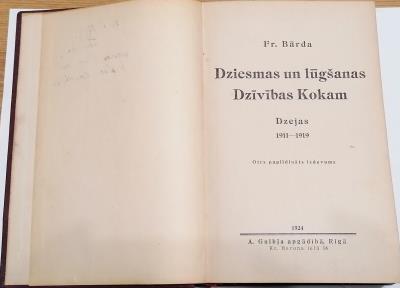 Fr. Bārda
Dziesmas un lūgšanas
Dzīvības Kokam
Dzejas
1911—1919
Otrs papildināts izdevums
1924
A. Gulbja apgādībā, Rīgā
Kr. Barona ielā